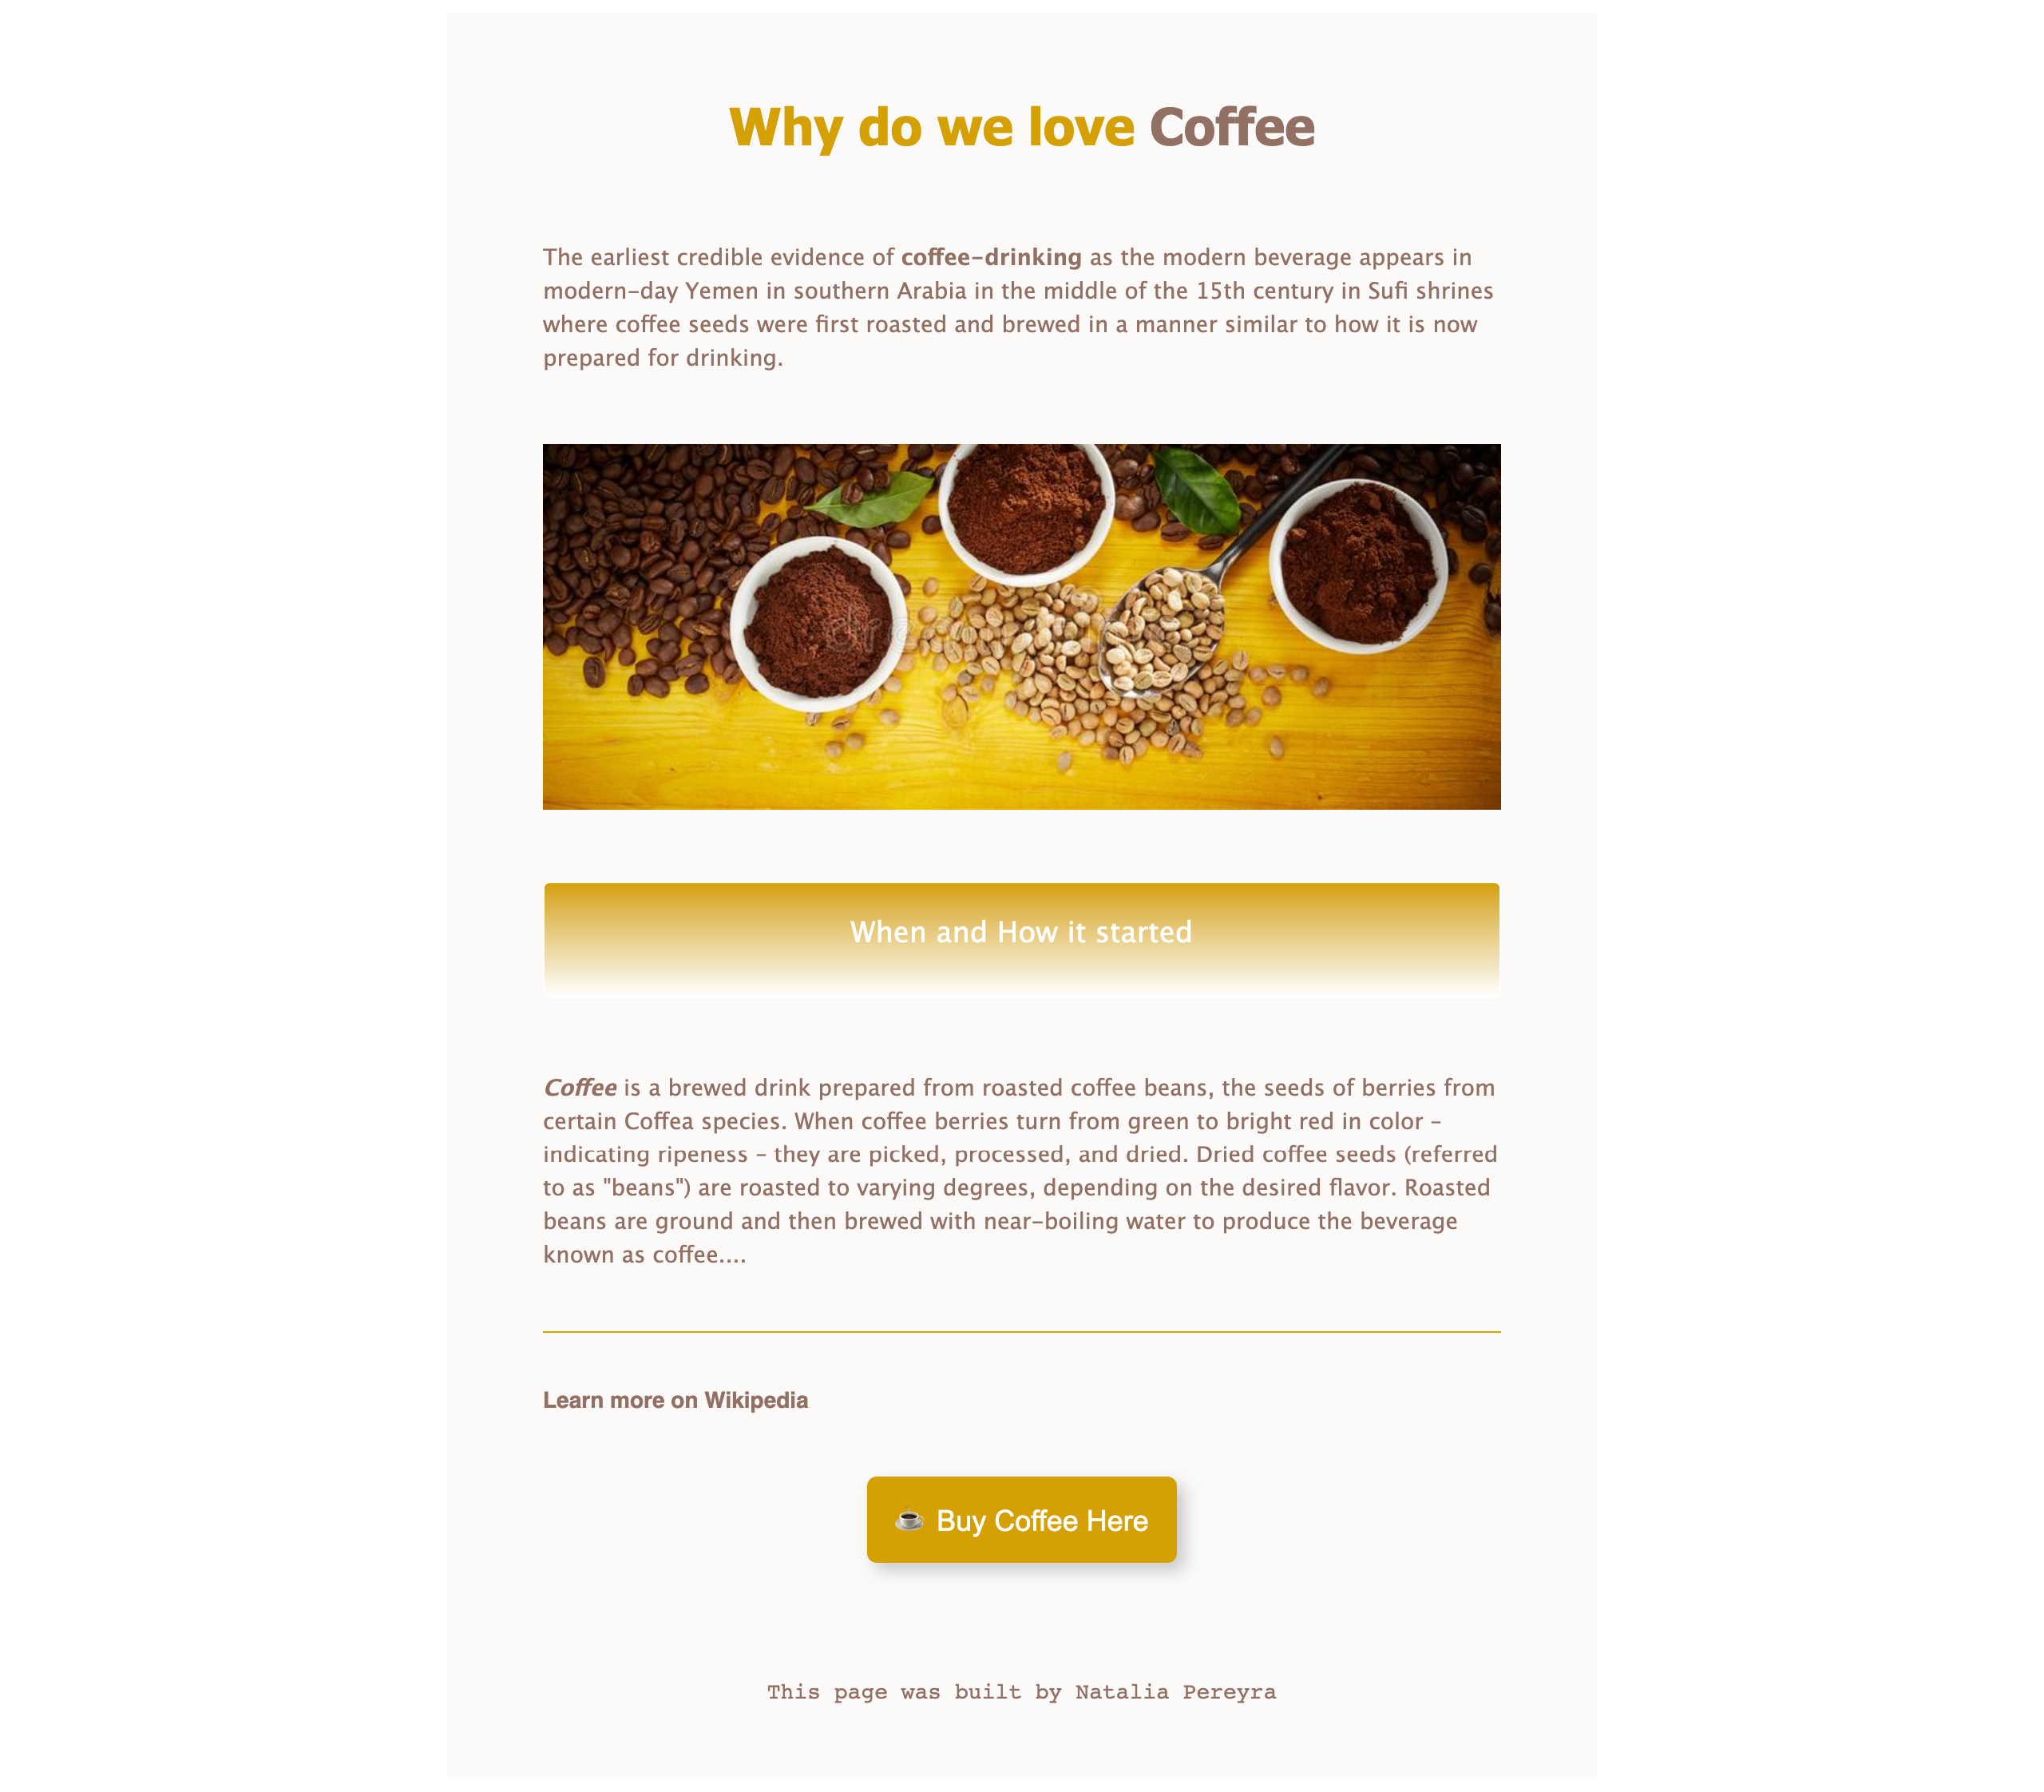 Why do we love Coffee
The earliest credible evidence of coffee-drinking as the modern beverage appears in
modern-day Yemen in southern Arabia in the middle of the 15th century in Sufi shrines
where coffee seeds were first roasted and brewed in a manner similar to how it is now
prepared for drinking.
When and How it started
Coffee is a brewed drink prepared from roasted coffee beans, the seeds of berries from
certain Coffea species. When coffee berries turn from green to bright red in color –
indicating ripeness – they are picked, processed, and dried. Dried coffee seeds (referred
to as "beans") are roasted to varying degrees, depending on the desired flavor. Roasted
beans are ground and then brewed with near-boiling water to produce the beverage
known as coffee....
Learn more on Wikipedia
☕ Buy Coffee Here
This page was built by Natalia Pereyra